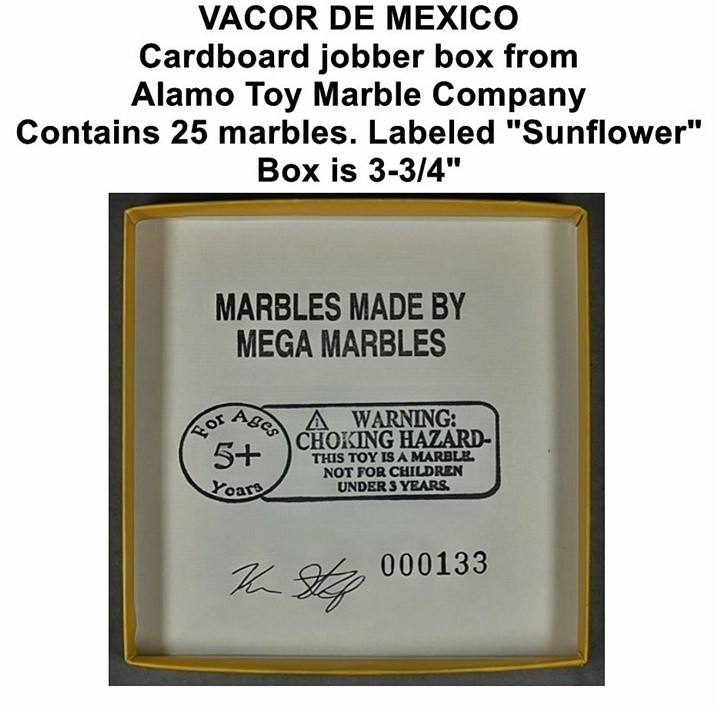 VACOR DE MEXICO
Cardboard jobber box from
Alamo Toy Marble Company
Contains 25 marbles. Labeled "Sunflower"
Box is 3-3/4"
MARBLES MADE BY
MEGA MARBLES
For Ages
5+
Years
WARNING:
CHOKING HAZARD-
THIS TOY IS A MARBLE.
NOT FOR CHILDREN
UNDER 3 YEARS.
000133